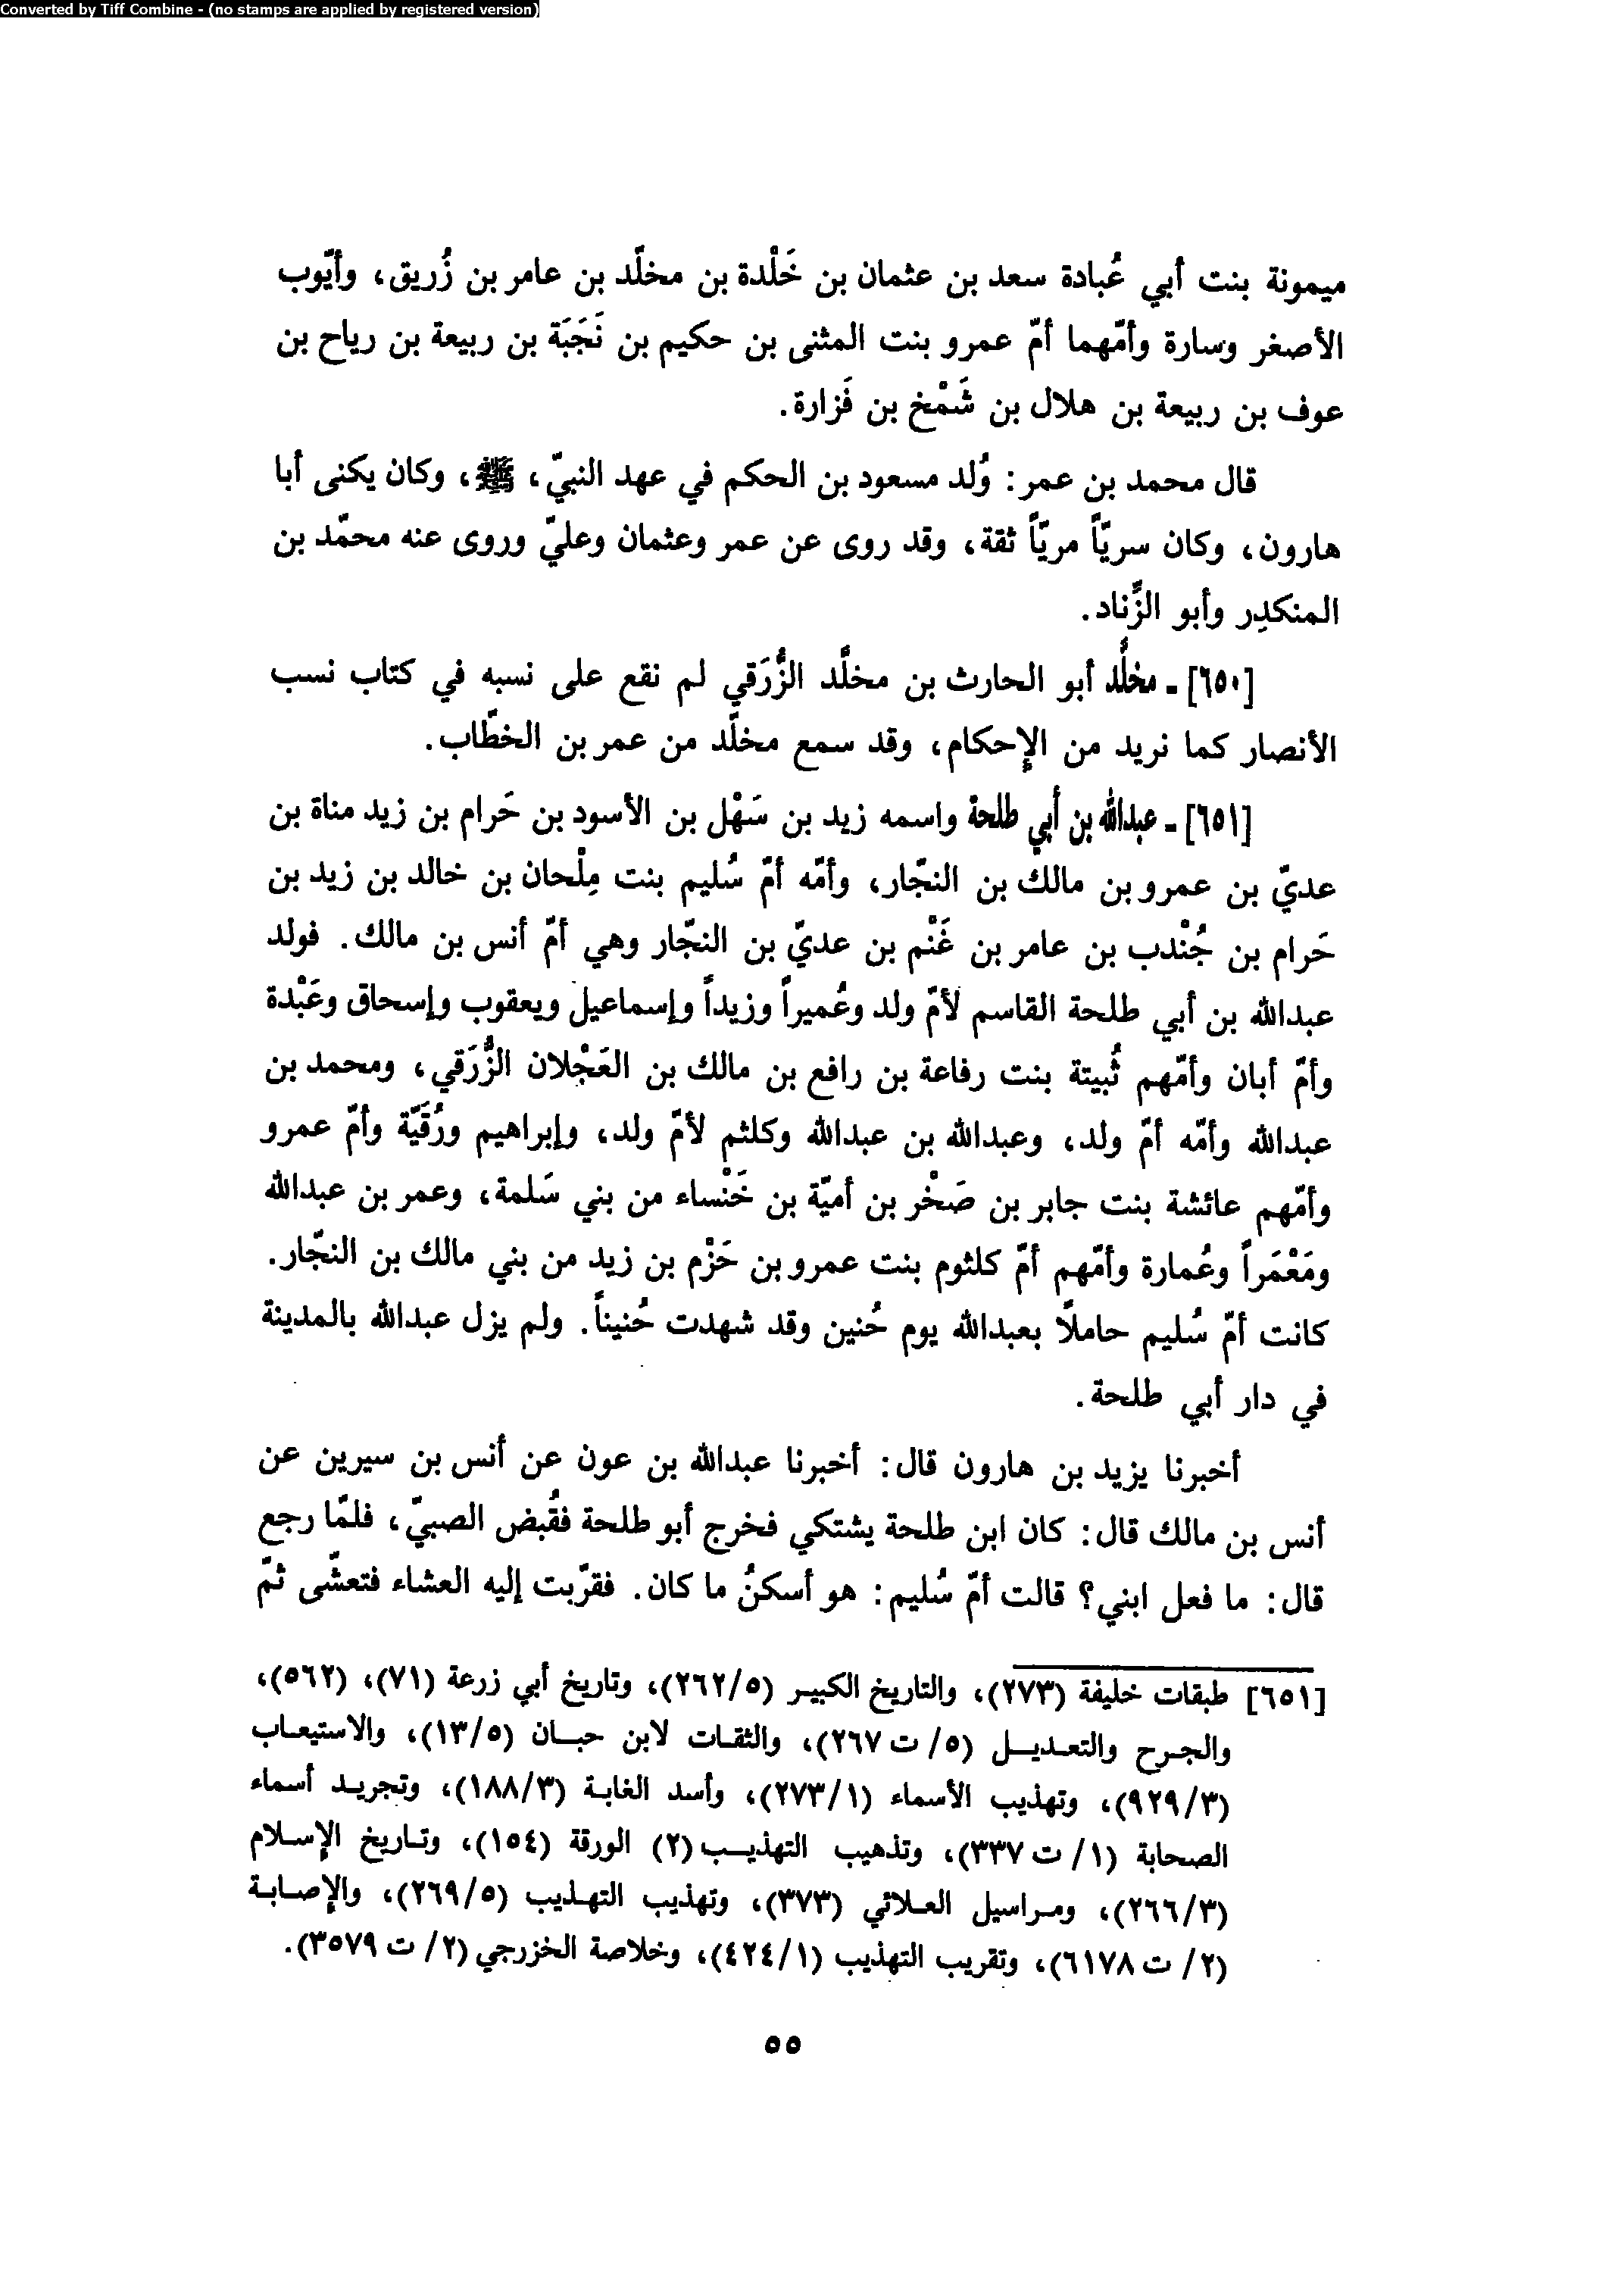 Converted by Tiff Combine - (no stamps are applied by registered version)
ميمونة بنت أبي عُبادة سعد بن عثمان بن خَلْدة بن مخلّد بن عامر بن زُريق، وأيّوب
الأصغر وسارة وأمّهما أمّ عمرو بنت المثنى بن حكيم بن نَجَبَة بن ربيعة بن رياح بن
عوف بن ربيعة بن هلال بن شَمْخ بن فَزارة.
قال محمد بن عمر: وُلد مسعود بن الحكم في عهد النبيّ، ﷺ، وكان يكنى أبا
هارون، وكان سريّاً مريّاً ثقة، وقد روى عن عمر وعثمان وعليّ وروى عنه محمّد بن
المنكدِر وأبو الزِّناد.
[٦٥٠] ـ مخلَّد أبو الحارث بن مخلَّد الزُّرَقي لم نقع على نسبه في كتاب نسب
الأنصار كما نريد من الإحكام، وقد سمع مخلّد من عمر بن الخطّاب.
[٦٥١] ـ عبدالله بن أبي طلحة واسمه زيد بن سَهْل بن الأسود بن حَرام بن زيد مناة بن
عديّ بن عمرو بن مالك بن النجّار، وأمّه أمّ سُليم بنت مِلْحان بن خالد بن زيد بن
حَرام بن جُنْدب بن عامر بن غَنْم بن عديّ بن النجّار وهي أمّ أنس بن مالك. فولد
عبدالله بن أبي طلحة القاسم لأمّ ولد وعُميراً وزيداً وإسماعيل ويعقوب وإسحاق وعَبْدة
وأمّ أبان وأمّهم ثُبيتة بنت رفاعة بن رافع بن مالك بن العَجْلان الزُّرَقي، ومحمد بن
عبدالله وأمّه أمّ ولد، وعبدالله بن عبدالله وكلثم لأمّ ولد، وإبراهيم ورُقَيّة وأمّ عمرو
وأمّهم عائشة بنت جابر بن صَخْر بن أميّة بن خَنْساء من بني سَلمة، وعمر بن عبدالله
ومَعْمَراً وعُمارة وأمّهم أمّ كلثوم بنت عمرو بن حَزْم بن زيد من بني مالك بن النجّار.
كانت أمّ سُليم حاملاً بعبدالله يوم حُنين وقد شهدت حُنيناً. ولم يزل عبدالله بالمدينة
في دار أبي طلحة.
أخبرنا يزيد بن هارون قال: أخبرنا عبدالله بن عون عن أنس بن سيرين عن
أنس بن مالك قال: كان ابن طلحة يشتكي فخرج أبو طلحة فقُبض الصبيّ، فلمّا رجع
قال: ما فعل ابني؟ قالت أمّ سُليم: هو أسكنُ ما كان. فقرّبت إليه العشاء فتعشّى ثمّ
[٦٥١] طبقات خليفة (٢٧٣)، والتاريخ الكبير (٢٦٢/٥)، وتاريخ أبي زرعة (٧١)، (٥٦٢)،
والجرح والتعديل (٥/ ت ٢٦٧)، والثقات لابن حبان (١٣/٥)، والاستيعاب
(٩٢٩/٣)، وتهذيب الأسماء (٢٧٣/١)، وأسد الغابة (١٨٨/٣)، وتجريد أسماء
الصحابة (١/ ت ٣٣٧)، وتذهيب التهذيب (٢) الورقة (١٥٤)، وتاريخ الإسلام
(٢٦٦/٣)، ومراسيل العلائي (٣٧٣)، وتهذيب التهذيب (٢٦٩/٥)، والإصابة
(٢/ ت ٦١٧٨)، وتقريب التهذيب (٤٢٤/١)، وخلاصة الخزرجي (٢/ ت ٣٥٧٩).
٥٥